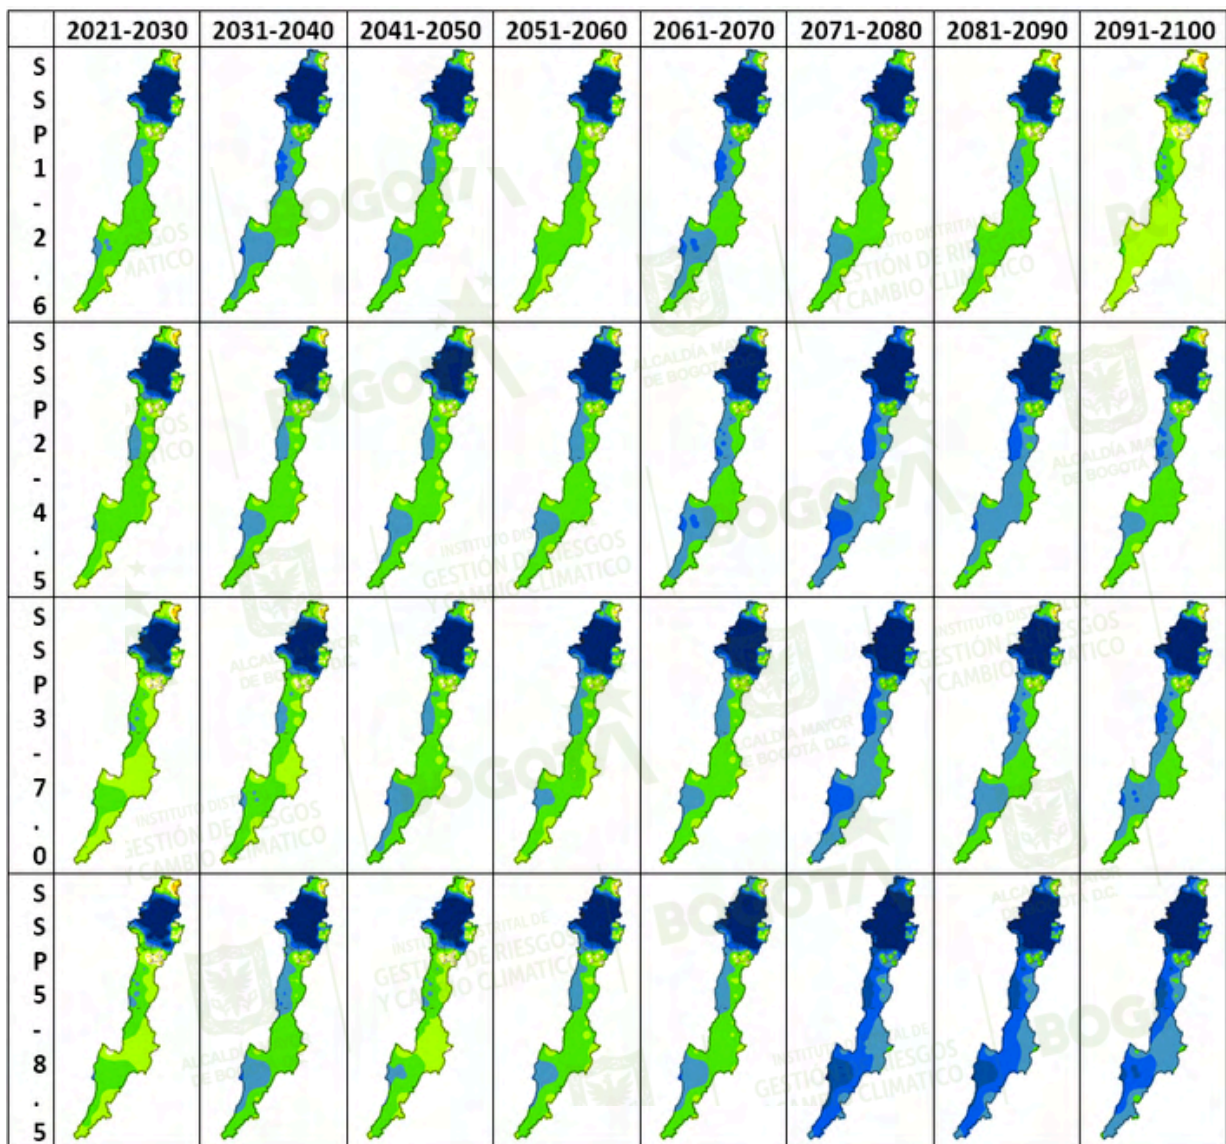 2021-2030 2031-2040 2041-2050 2051-2060 2061-2070 2071-2080 2081-2090 2091-2100
S
S
P
1
-
2
.
6
S
S
P
2
-
4
.
5
S
S
P
3
-
7
.
0
S
S
P
5
-
8
.
5
BOGOTÁ
ALCALDÍA MAYOR
DE BOGOTÁ D.C.
INSTITUTO DISTRITAL DE
GESTIÓN DE RIESGOS
Y CAMBIO CLIMATICO